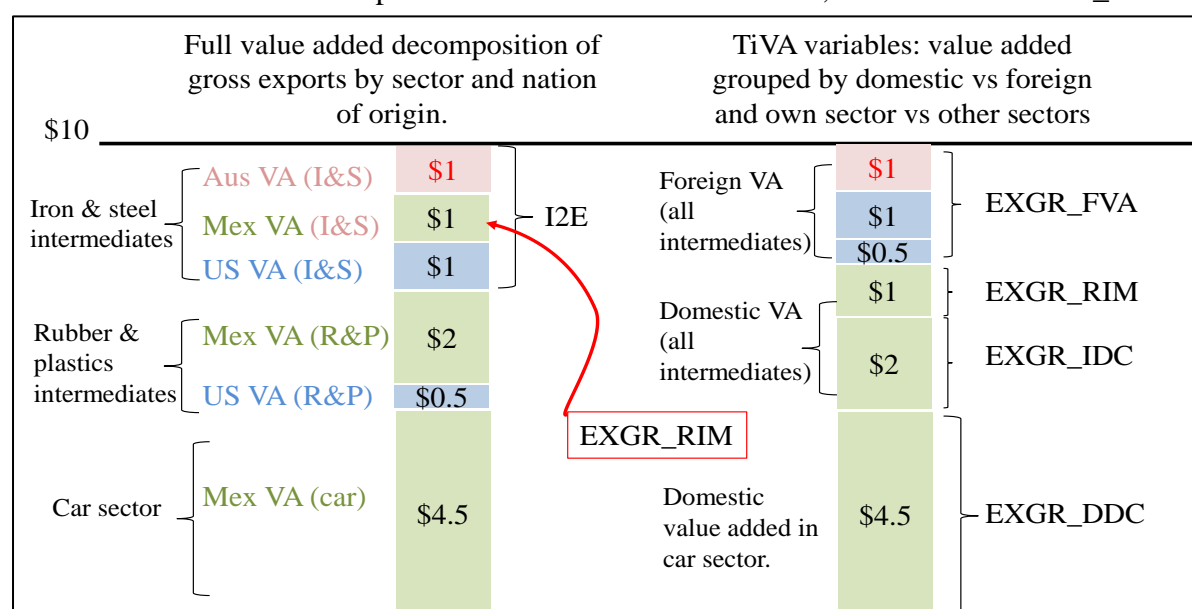 Full value added decomposition of
gross exports by sector and nation
of origin.
TiVA variables: value added
grouped by domestic vs foreign
and own sector vs other sectors
$10
Iron & steel
intermediates
Aus VA (I&S)
Mex VA (I&S)
US VA (I&S)
$1
$1
$1
I2E
Rubber &
plastics
intermediates
Mex VA (R&P)
US VA (R&P)
$2
$0.5
EXGR_RIM
Car sector
Mex VA (car)
$4.5
Foreign VA
(all
intermediates)
$1
$1
$0.5
EXGR_FVA
Domestic VA
(all
intermediates)
$1
$2
EXGR_RIM
EXGR_IDC
Domestic
value added in
car sector.
$4.5
EXGR_DDC